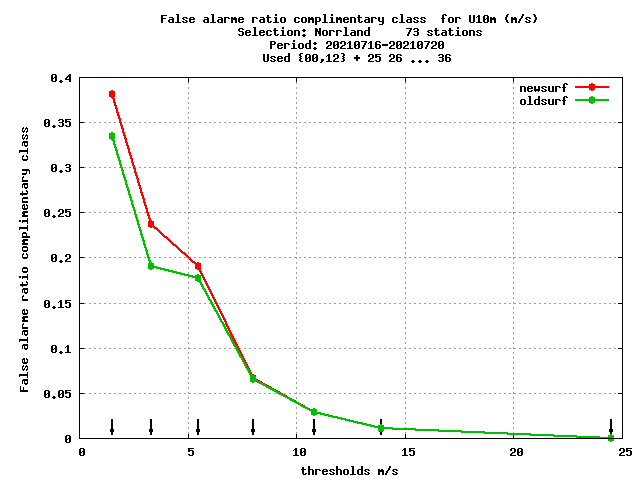 False alarme ratio complimentary class  for U10m (m/s)
Selection: Norrland     73 stations
Period: 20210716-20210720
Used {00,12} + 25 26 ... 36
newsurf
oldsurf
False alarme ratio complimentary class
0.4
0.35
0.3
0.25
0.2
0.15
0.1
0.05
0
0 5 10 15 20 25
thresholds m/s